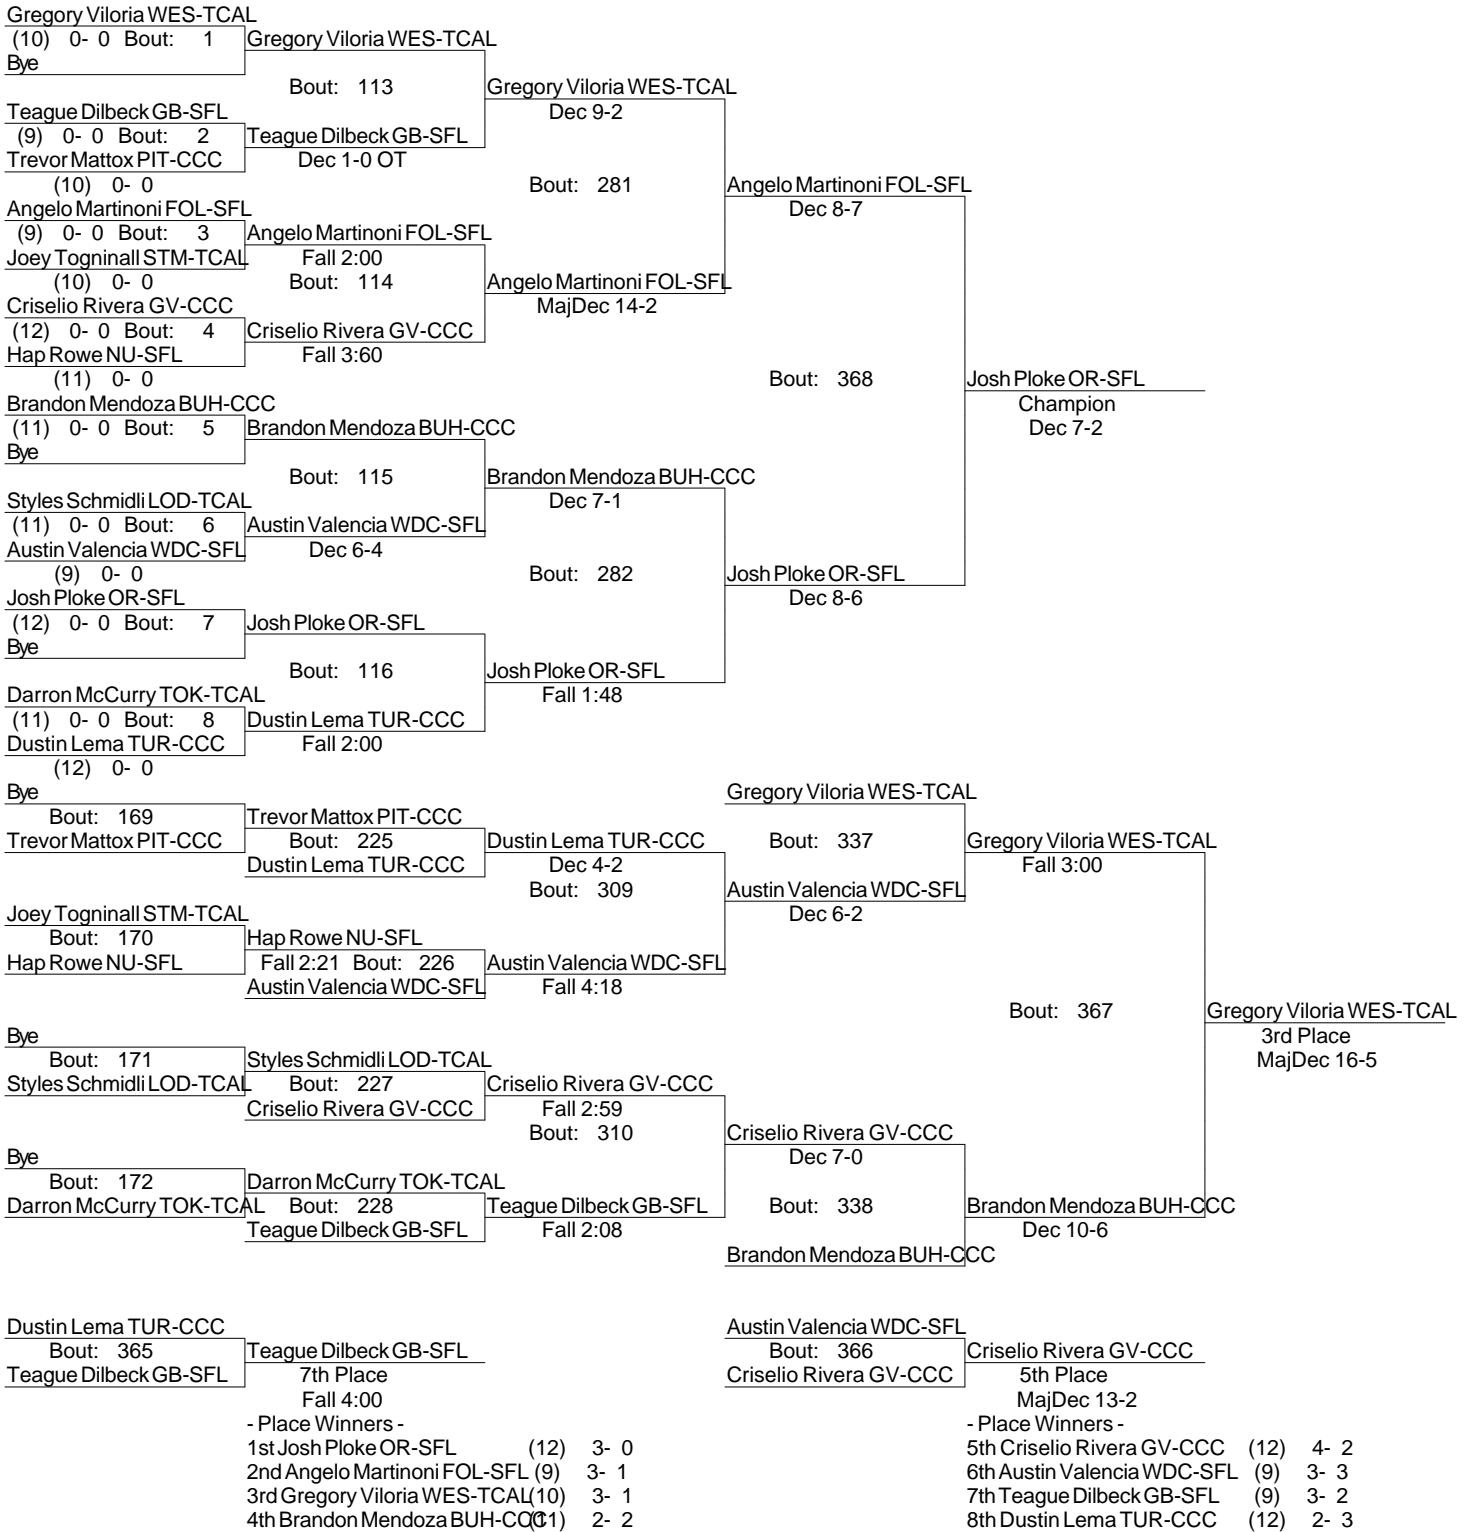 Gregory Viloria WES-TCAL
(10) 0- 0 Bout: 1 Gregory Viloria WES-TCAL
Bye
Bout: 113 Gregory Viloria WES-TCAL
Teague Dilbeck GB-SFL Dec 9-2
(9) 0- 0 Bout: 2 Teague Dilbeck GB-SFL
Trevor Mattox PIT-CCC Dec 1-0 OT
(10) 0- 0 Bout: 281 Angelo Martinoni FOL-SFL
Angelo Martinoni FOL-SFL Dec 8-7
(9) 0- 0 Bout: 3 Angelo Martinoni FOL-SFL
Joey Togninall STM-TCAL Fall 2:00
(10) 0- 0 Bout: 114 Angelo Martinoni FOL-SFL
Criselio Rivera GV-CCC MajDec 14-2
(12) 0- 0 Bout: 4 Criselio Rivera GV-CCC
Hap Rowe NU-SFL Fall 3:60
(11) 0- 0 Bout: 368 Josh Ploke OR-SFL
Brandon Mendoza BUH-CCC Champion
(11) 0- 0 Bout: 5 Brandon Mendoza BUH-CCC Dec 7-2
Bye
Bout: 115 Brandon Mendoza BUH-CCC
Styles Schmidli LOD-TCAL Dec 7-1
(11) 0- 0 Bout: 6 Austin Valencia WDC-SFL
Austin Valencia WDC-SFL Dec 6-4
(9) 0- 0 Bout: 282 Josh Ploke OR-SFL
Josh Ploke OR-SFL Dec 8-6
(12) 0- 0 Bout: 7 Josh Ploke OR-SFL
Bye
Bout: 116 Josh Ploke OR-SFL
Darron McCurry TOK-TCAL Fall 1:48
(11) 0- 0 Bout: 8 Dustin Lema TUR-CCC
Dustin Lema TUR-CCC Fall 2:00
(12) 0- 0
Bye Gregory Viloria WES-TCAL
Bout: 169 Trevor Mattox PIT-CCC
Trevor Mattox PIT-CCC Bout: 225 Dustin Lema TUR-CCC Bout: 337 Gregory Viloria WES-TCAL
Dustin Lema TUR-CCC Dec 4-2 Fall 3:00
Bout: 309 Austin Valencia WDC-SFL
Joey Togninall STM-TCAL Dec 6-2
Bout: 170 Hap Rowe NU-SFL
Hap Rowe NU-SFL Fall 2:21 Bout: 226 Austin Valencia WDC-SFL
Austin Valencia WDC-SFL Fall 4:18
Bout: 367 Gregory Viloria WES-TCAL
Bye 3rd Place
Bout: 171 Styles Schmidli LOD-TCAL MajDec 16-5
Styles Schmidli LOD-TCAL Bout: 227 Criselio Rivera GV-CCC
Criselio Rivera GV-CCC Fall 2:59
Bout: 310 Criselio Rivera GV-CCC
Bye Dec 7-0
Bout: 172 Darron McCurry TOK-TCAL
Darron McCurry TOK-TCAL Bout: 228 Teague Dilbeck GB-SFL Bout: 338 Brandon Mendoza BUH-CCC
Teague Dilbeck GB-SFL Fall 2:08 Dec 10-6
Brandon Mendoza BUH-CCC
Dustin Lema TUR-CCC Austin Valencia WDC-SFL
Bout: 365 Teague Dilbeck GB-SFL Bout: 366 Criselio Rivera GV-CCC
Teague Dilbeck GB-SFL 7th Place Criselio Rivera GV-CCC 5th Place
Fall 4:00 MajDec 13-2
- Place Winners - - Place Winners -
1st Josh Ploke OR-SFL (12) 3- 0 5th Criselio Rivera GV-CCC (12) 4- 2
2nd Angelo Martinoni FOL-SFL (9) 3- 1 6th Austin Valencia WDC-SFL (9) 3- 3
3rd Gregory Viloria WES-TCAL (10) 3- 1 7th Teague Dilbeck GB-SFL (9) 3- 2
4th Brandon Mendoza BUH-CCC (11) 2- 2 8th Dustin Lema TUR-CCC (12) 2- 3